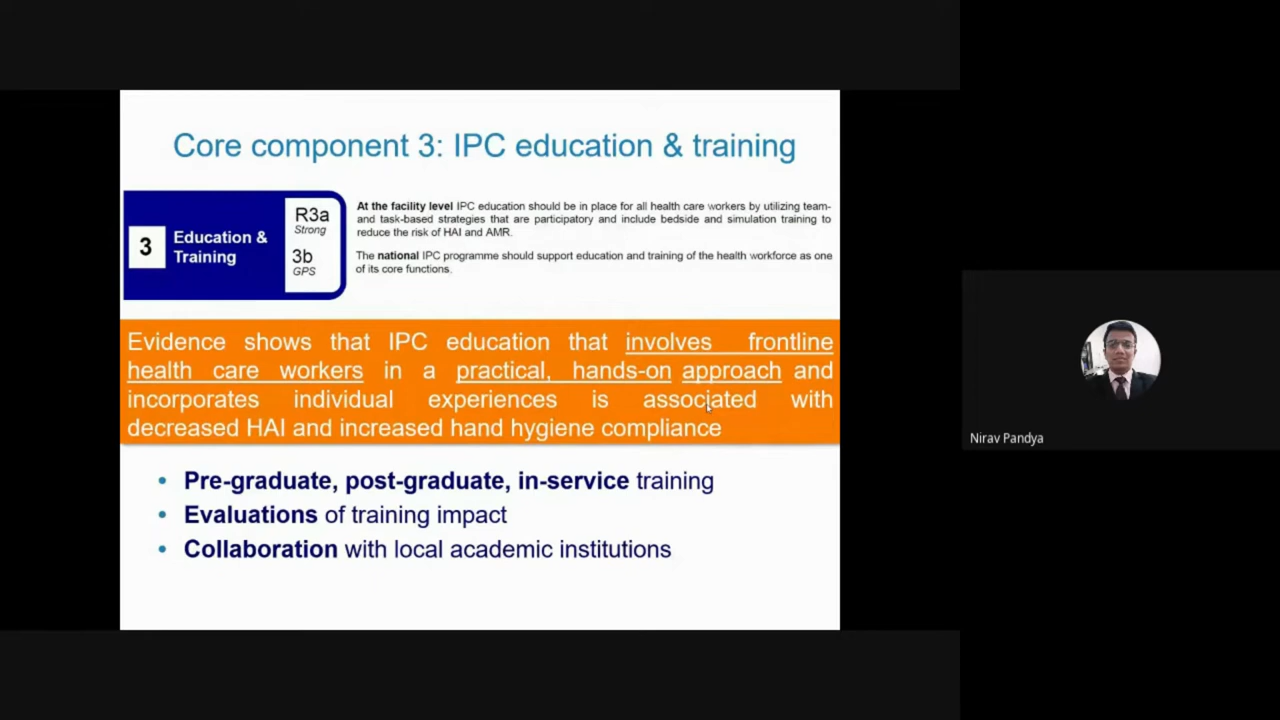 Core component 3: IPC education & training
3
Education &
Training
R3a
Strong
3b
GPS
At the facility level IPC education should be in place for all health care workers by utilizing team-
and task-based strategies that are participatory and include bedside and simulation training to
reduce the risk of HAI and AMR.
The national IPC programme should support education and training of the health workforce as one
of its core functions.
Evidence shows that IPC education that involves frontline
health care workers in a practical, hands-on approach and
incorporates individual experiences is associated with
decreased HAI and increased hand hygiene compliance
• Pre-graduate, post-graduate, in-service training
• Evaluations of training impact
• Collaboration with local academic institutions
Nirav Pandya